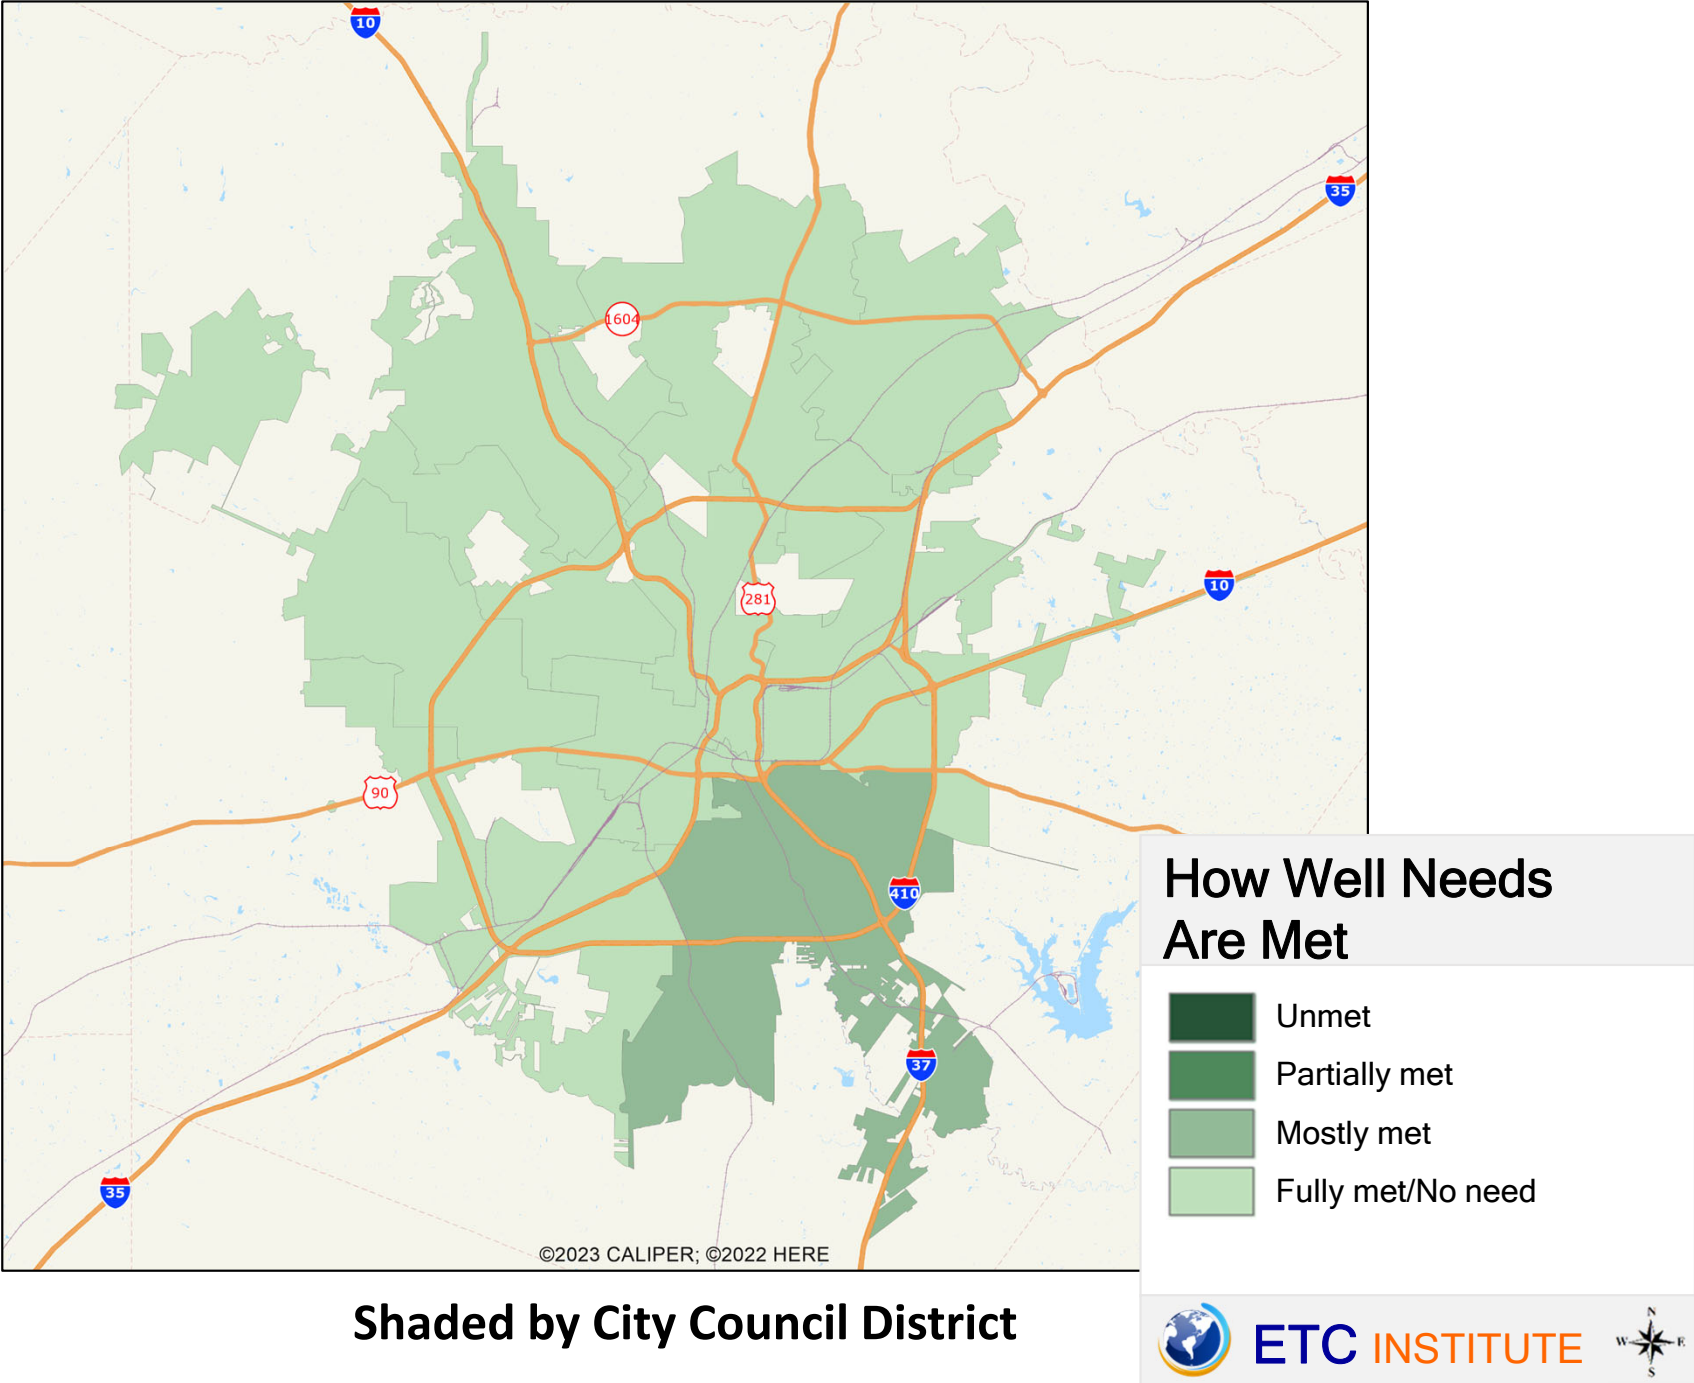 10
35
1604
10
281
90
410
37
35
©2023 CALIPER; ©2022 HERE
Shaded by City Council District
How Well Needs
Are Met
Unmet
Partially met
Mostly met
Fully met/No need
ETC INSTITUTE
N
W E
S